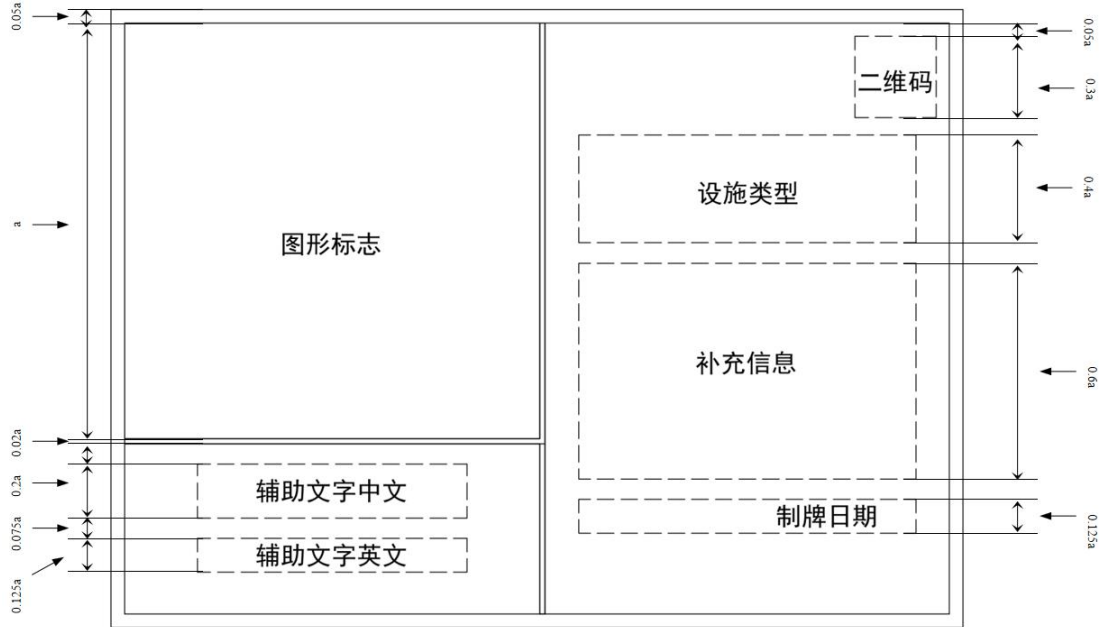 0.05a
a
0.02a
0.2a
0.075a
0.125a
图形标志
辅助文字中文
辅助文字英文
二维码
设施类型
补充信息
制牌日期
0.05a
0.3a
0.4a
0.6a
0.125a